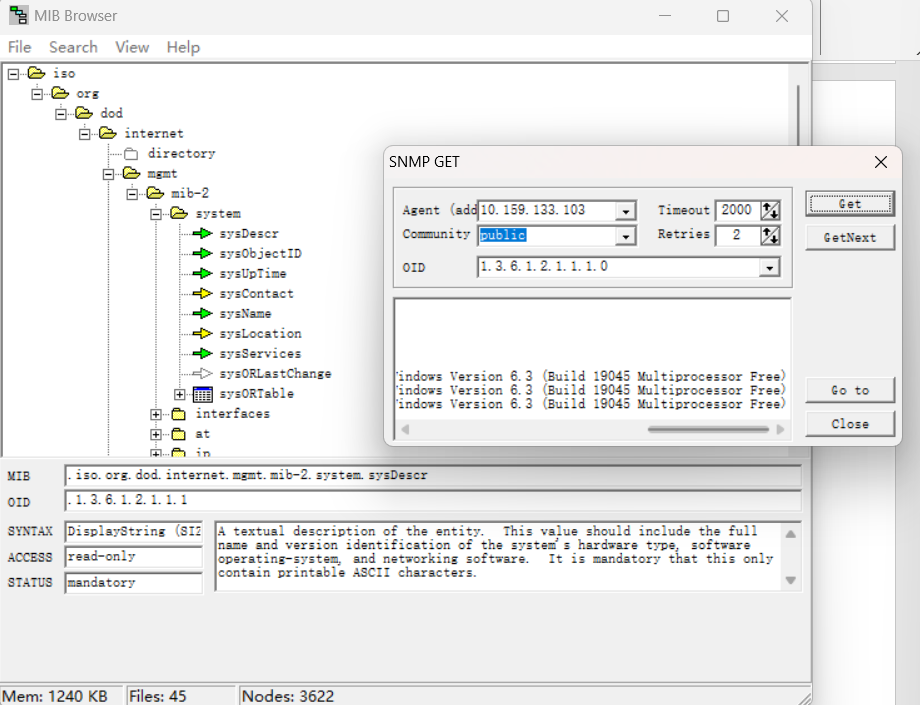 MIB Browser
File Search View Help
iso
org
dod
internet
directory
mgmt
mib-2
system
sysDescr
sysObjectID
sysUpTime
sysContact
sysName
sysLocation
sysServices
sysORLastChange
sysORTable
interfaces
at
ip
SNMP GET
Agent (add 10.159.133.103 Timeout 2000 Get
Community public Retries 2 GetNext
OID 1.3.6.1.2.1.1.1.0
indows Version 6.3 (Build 19045 Multiprocessor Free)
indows Version 6.3 (Build 19045 Multiprocessor Free)
indows Version 6.3 (Build 19045 Multiprocessor Free)
Go to
Close
MIB .iso.org.dod.internet.mgmt.mib-2.system.sysDescr
OID .1.3.6.1.2.1.1.1
SYNTAX DisplayString (SIZ
ACCESS read-only
STATUS mandatory
A textual description of the entity. This value should include the full
name and version identification of the system's hardware type, software
operating-system, and networking software. It is mandatory that this only
contain printable ASCII characters.
Mem: 1240 KB Files: 45 Nodes: 3622